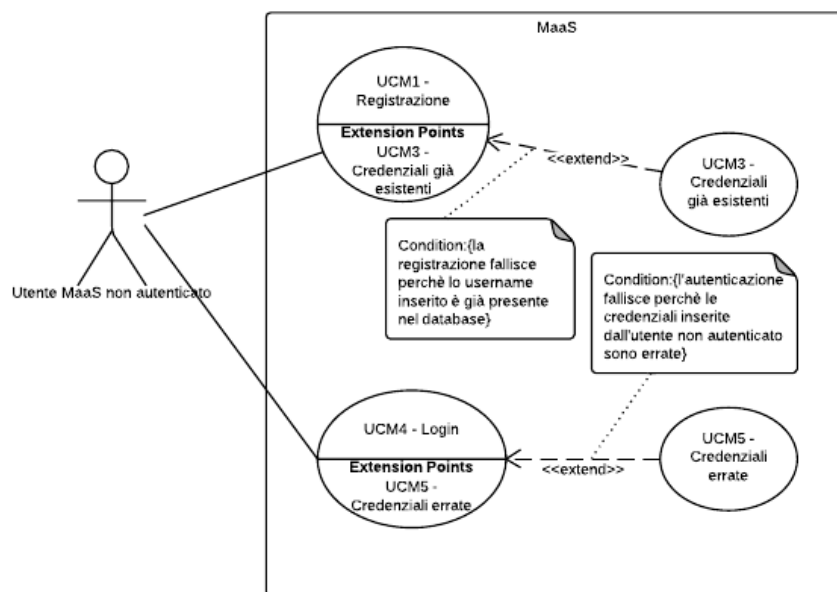 MaaS
UCM1 -
Registrazione
Extension Points
UCM3 -
Credenziali già
esistenti
<<extend>>
UCM3 -
Credenziali
già esistenti
Utente MaaS non autenticato
Condition:{la
registrazione fallisce
perchè lo username
inserito è già presente
nel database}
Condition:{l'autenticazione
fallisce perchè le
credenziali inserite
dall'utente non autenticato
sono errate}
UCM4 - Login
Extension Points
UCM5 -
Credenziali errate
<<extend>>
UCM5 -
Credenziali
errate